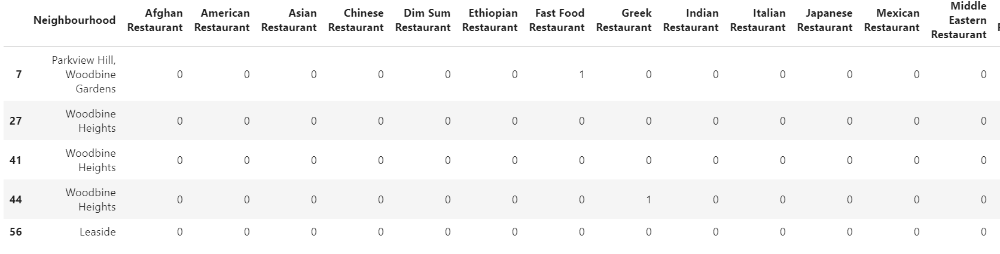 Neighbourhood Afghan Restaurant American Restaurant Asian Restaurant Chinese Restaurant Dim Sum Restaurant Ethiopian Restaurant Fast Food Restaurant Greek Restaurant Indian Restaurant Italian Restaurant Japanese Restaurant Mexican Restaurant Middle Eastern Restaurant
7 Parkview Hill, Woodbine Gardens 0 0 0 0 0 0 1 0 0 0 0 0 0
27 Woodbine Heights 0 0 0 0 0 0 0 0 0 0 0 0 0
41 Woodbine Heights 0 0 0 0 0 0 0 0 0 0 0 0 0
44 Woodbine Heights 0 0 0 0 0 0 0 1 0 0 0 0 0
56 Leaside 0 0 0 0 0 0 0 0 0 0 0 0 0